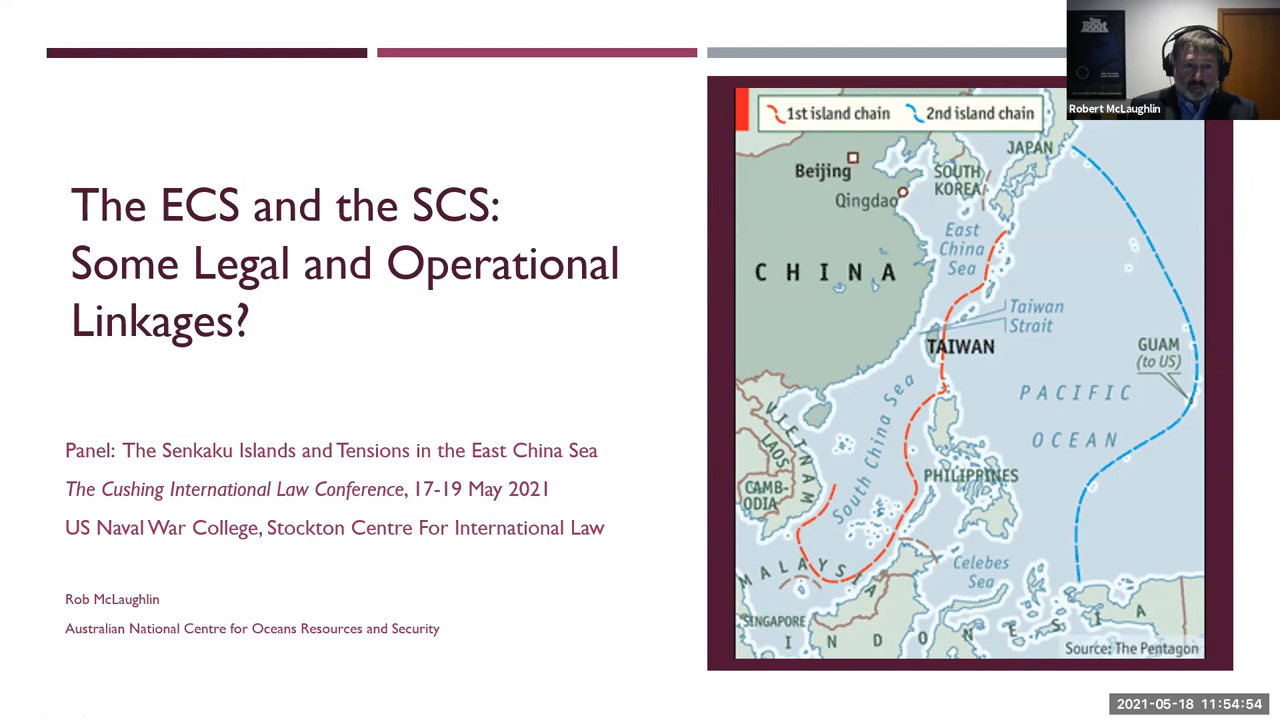 The ECS and the SCS:
Some Legal and Operational
Linkages?
Panel: The Senkaku Islands and Tensions in the East China Sea
The Cushing International Law Conference, 17-19 May 2021
US Naval War College, Stockton Centre For International Law
Rob McLaughlin
Australian National Centre for Oceans Resources and Security
Robert McLaughlin
1st island chain
2nd island chain
JAPAN
Beijing
SOUTH
KOREA
Qingdao
East
China
Sea
CHINA
Taiwan
Strait
TAIWAN
GUAM
(to US)
PACIFIC
OCEAN
South China Sea
VIETNAM
LAOS
CAMB-
ODIA
PHILIPPINES
MALAYSIA
Celebes
Sea
SINGAPORE
INDONESIA
Source: The Pentagon
2021-05-18 11:54:54